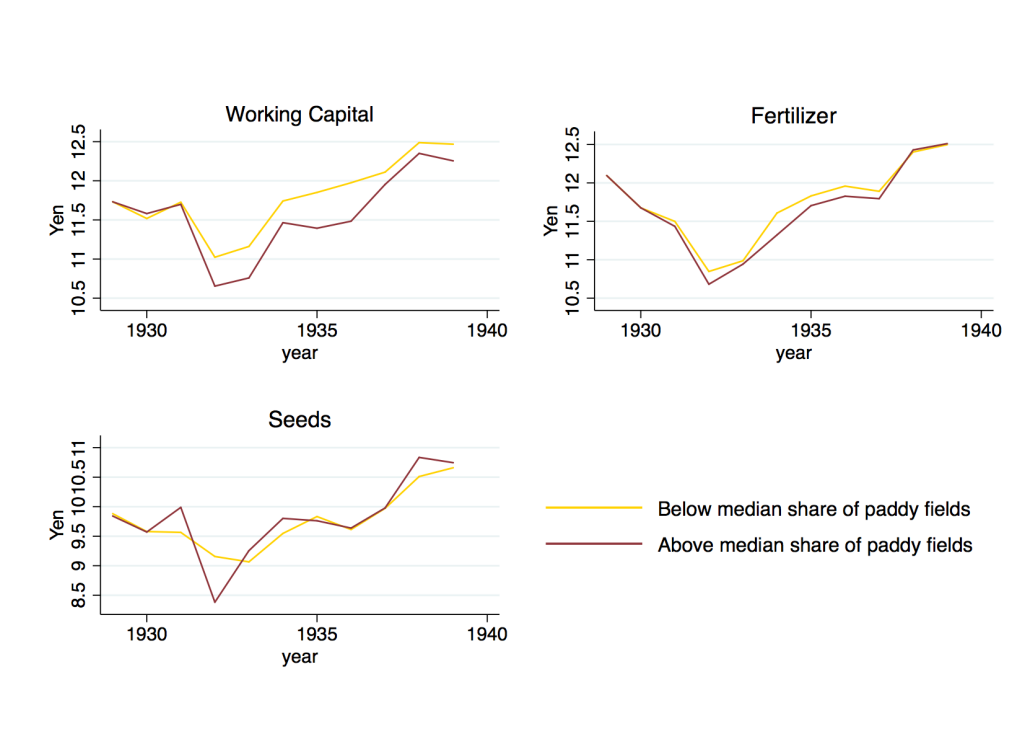 Working Capital
Yen
10.5 11 11.5 12 12.5
1930 1935 1940
year
Fertilizer
Yen
10.5 11 11.5 12 12.5
1930 1935 1940
year
Seeds
Yen
8.5 9 9.5 10 10.5 11
1930 1935 1940
year
Below median share of paddy fields
Above median share of paddy fields